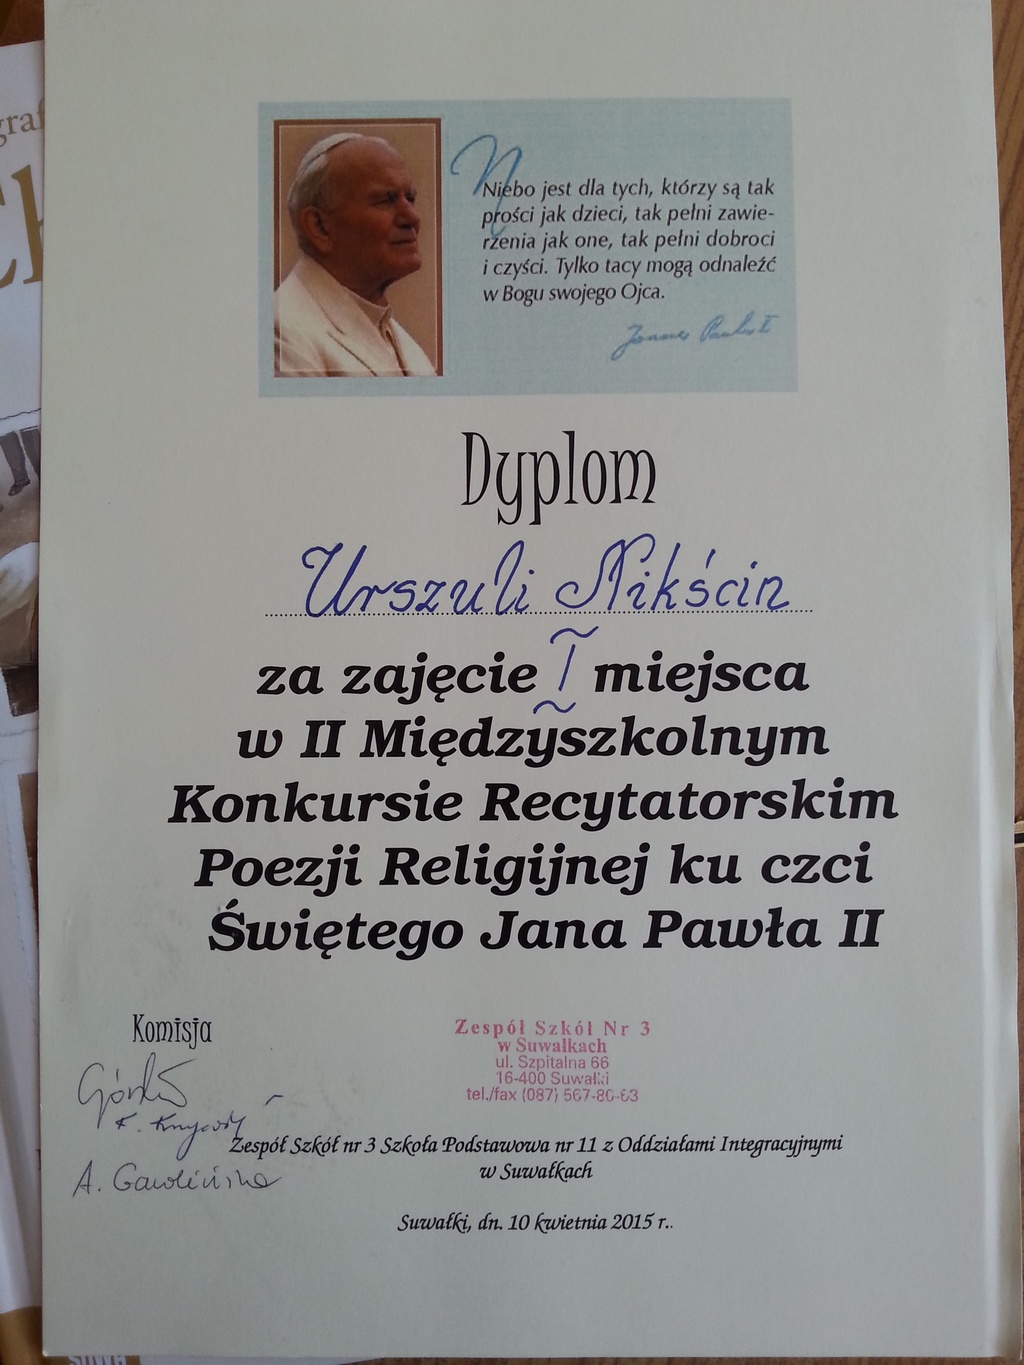 Niebo jest dla tych, którzy są tak
prości jak dzieci, tak pełni zawie-
rzenia jak one, tak pełni dobroci
i czyści. Tylko tacy mogą odnaleźć
w Bogu swojego Ojca.
Dyplom
Urszuli Nikścin
za zajęcie I miejsca
w II Międzyszkolnym
Konkursie Recytatorskim
Poezji Religijnej ku czci
Świętego Jana Pawła II
Komisja
Zespół Szkół Nr 3
w Suwałkach
ul. Szpitalna 66
16-400 Suwałki
tel./fax (087) 567-80-63
Zespół Szkół nr 3 Szkoła Podstawowa nr 11 z Oddziałami Integracyjnymi
w Suwałkach
Suwałki, dn. 10 kwietnia 2015 r..